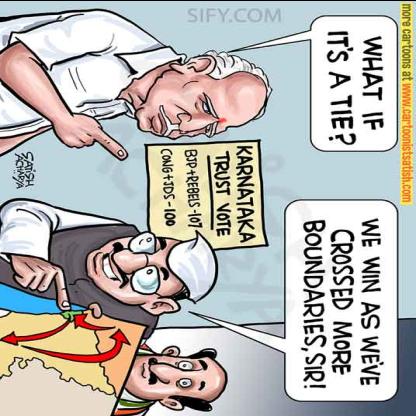 SIFY.COM
more cartoons at www.cartoonistsatish.com
WHAT IF
IT'S A TIE?
WE WIN AS WE'VE
CROSSED MORE
BOUNDARIES, SIR!
KARNATAKA
TRUST VOTE
BJP+REBELS-107
CONG+JDS-100
SATISH
ACHARYA